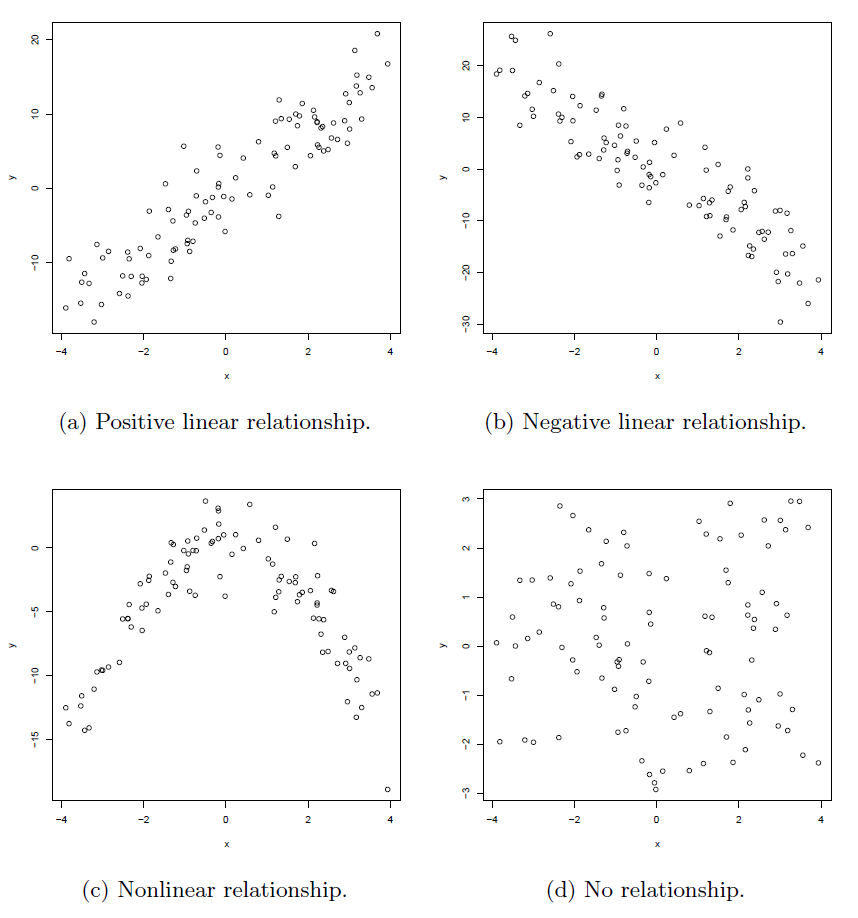 20
10
0
−10
y
−4 −2 0 2 4
x
(a) Positive linear relationship.
20
10
0
−10
−20
−30
y
−4 −2 0 2 4
x
(b) Negative linear relationship.
0
−5
−10
−15
y
−4 −2 0 2 4
x
(c) Nonlinear relationship.
3
2
1
0
−1
−2
−3
y
−4 −2 0 2 4
x
(d) No relationship.